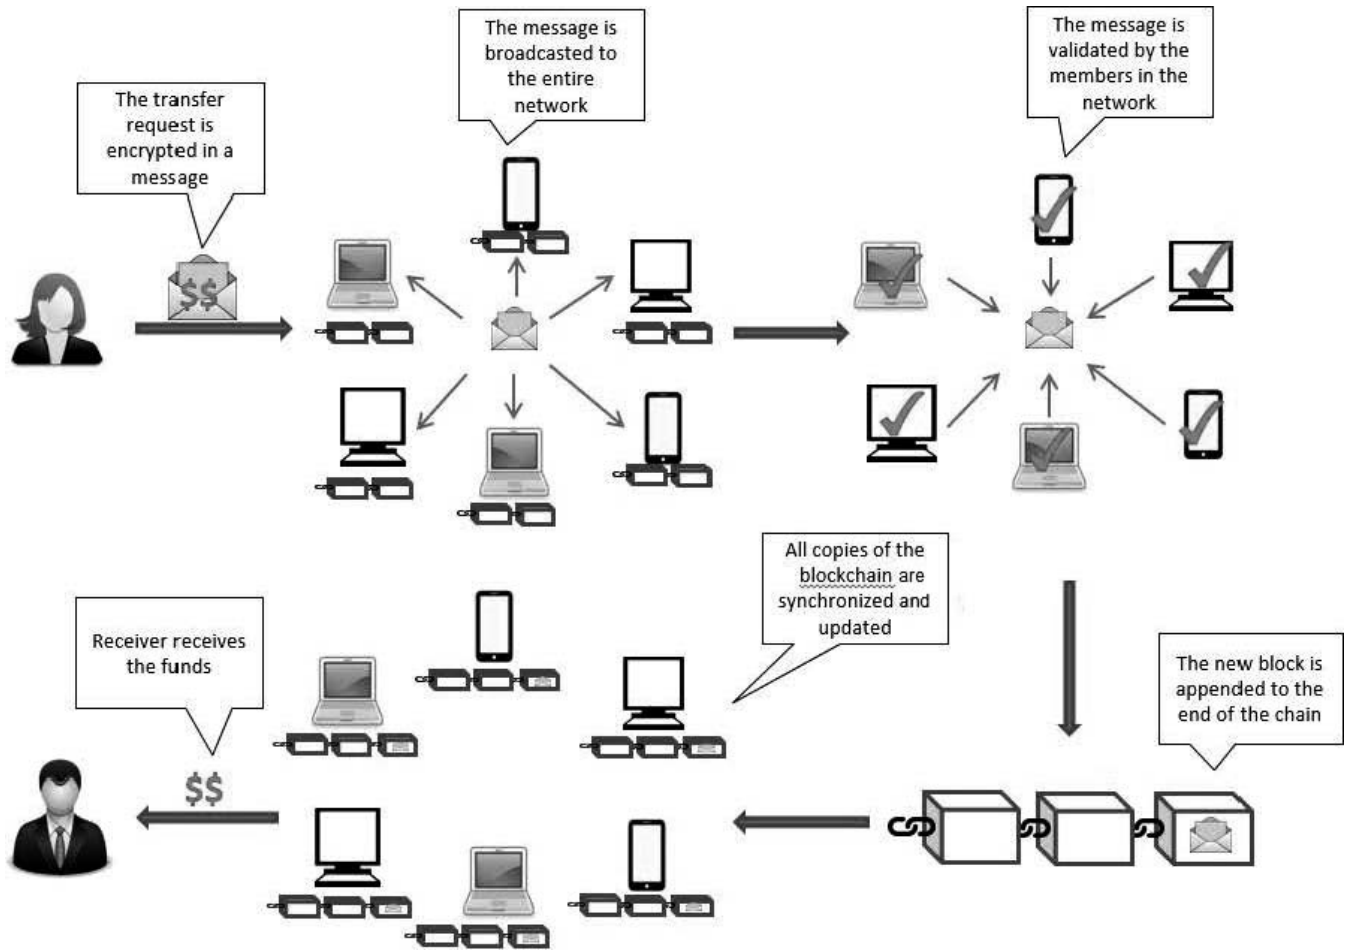 The transfer
request is
encrypted in a
message
$$
The message is
broadcasted to
the entire
network
The message is
validated by the
members in the
network
The new block is
appended to the
end of the chain
All copies of the
blockchain are
synchronized and
updated
Receiver receives
the funds
$$